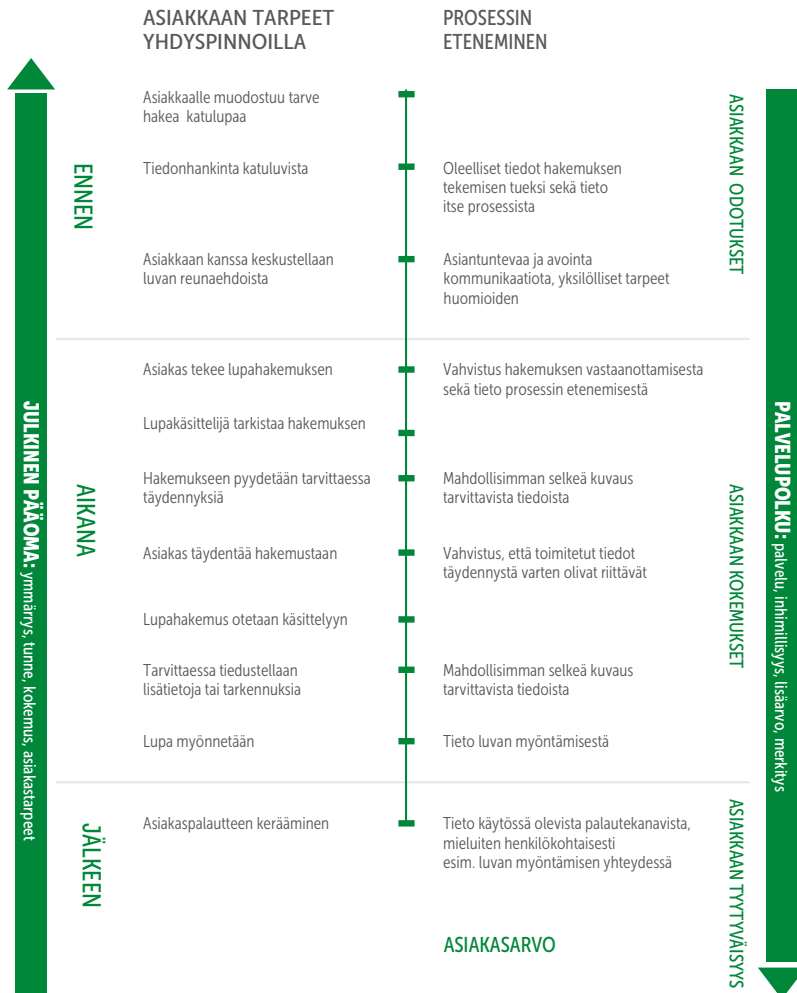 ASIAKKAAN TARPEET
YHDYSPINNOILLA
PROSESSIN
ETENEMINEN
JULKINEN PÄÄOMA: ymmärrys, tunne, kokemus, asiakastarpeet
ENNEN
Asiakkaalle muodostuu tarve
hakea katulupaa
Tiedonhankinta katuluvista
Oleelliset tiedot hakemuksen
tekemisen tueksi sekä tieto
itse prosessista
Asiakkaan kanssa keskustellaan
luvan reunaehdoista
Asiantuntevaa ja avointa
kommunikaatiota, yksilölliset tarpeet
huomioiden
ASIAKKAAN ODOTUKSET
AIKANA
Asiakas tekee lupahakemuksen
Vahvistus hakemuksen vastaanottamisesta
sekä tieto prosessin etenemisestä
Lupakäsittelijä tarkistaa hakemuksen
Hakemukseen pyydetään tarvittaessa
täydennyksiä
Mahdollisimman selkeä kuvaus
tarvittavista tiedoista
Asiakas täydentää hakemustaan
Vahvistus, että toimitetut tiedot
täydennystä varten olivat riittävät
Lupahakemus otetaan käsittelyyn
Tarvittaessa tiedustellaan
lisätietoja tai tarkennuksia
Mahdollisimman selkeä kuvaus
tarvittavista tiedoista
Lupa myönnetään
Tieto luvan myöntämisestä
ASIAKKAAN KOKEMUKSET
JÄLKEEN
Asiakaspalautteen kerääminen
Tieto käytössä olevista palautekanavista,
mieluiten henkilökohtaisesti
esim. luvan myöntämisen yhteydessä
ASIAKKAAN TYYTYVÄISYYS
ASIAKASARVO
PALVELUPOLKU: palvelu, inhimillisyys, lisäarvo, merkitys